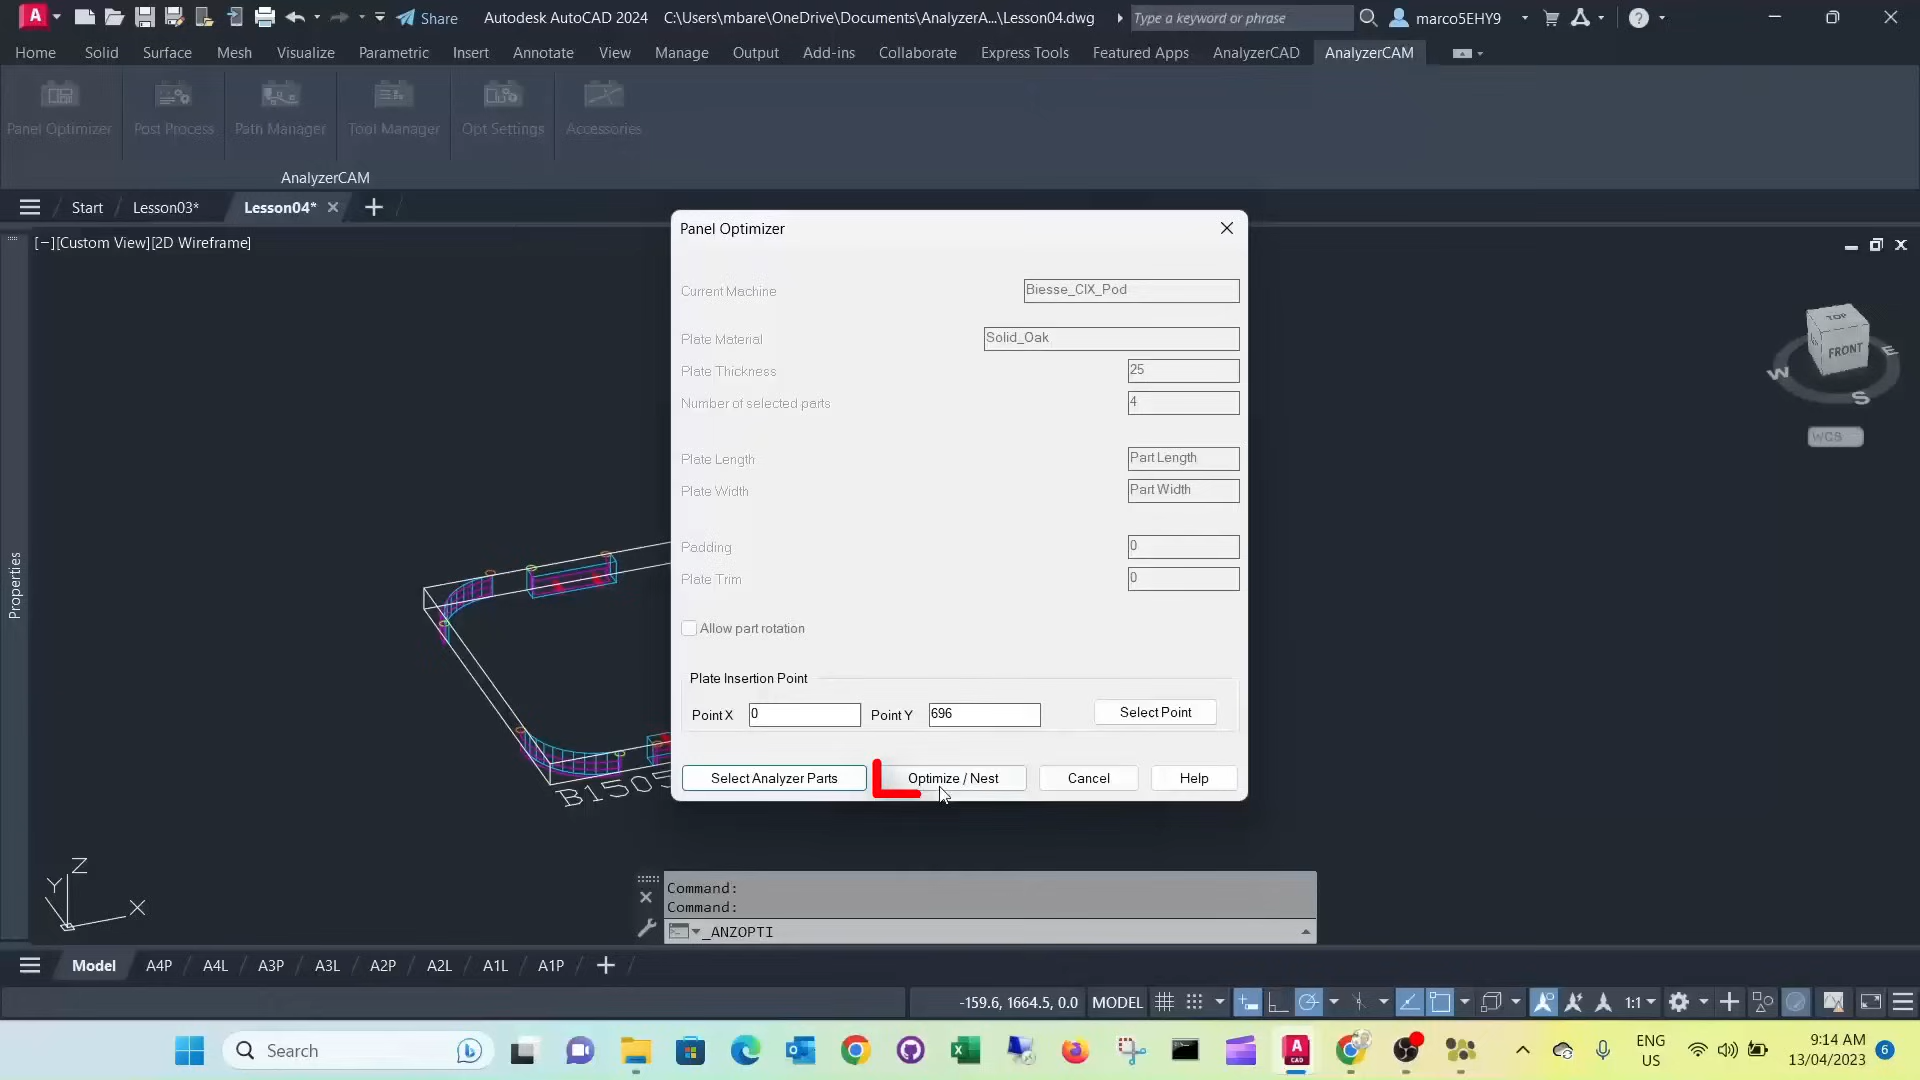 Share
Autodesk AutoCAD 2024 C:\Users\mbare\OneDrive\Documents\AnalyzerA...\Lesson04.dwg
Type a keyword or phrase
marco5EHY9
Home Solid Surface Mesh Visualize Parametric Insert Annotate View Manage Output Add-ins Collaborate Express Tools Featured Apps AnalyzerCAD AnalyzerCAM
Panel Optimizer Post Process Path Manager Tool Manager Opt Settings Accessories
AnalyzerCAM
Start Lesson03* Lesson04*
[−][Custom View][2D Wireframe]
Properties
TOP
FRONT
W
E
S
WCS
Panel Optimizer
Current Machine Biesse_CIX_Pod
Plate Material Solid_Oak
Plate Thickness 25
Number of selected parts 4
Plate Length Part Length
Plate Width Part Width
Padding 0
Plate Trim 0
Allow part rotation
Plate Insertion Point
Point X 0 Point Y 696 Select Point
Select Analyzer Parts Optimize / Nest Cancel Help
B1505
Z
Y
X
Command:
Command:
_ANZOPTI
Model A4P A4L A3P A3L A2P A2L A1L A1P
-159.6, 1664.5, 0.0 MODEL 1:1
Search
ENG
US
9:14 AM
13/04/2023
6